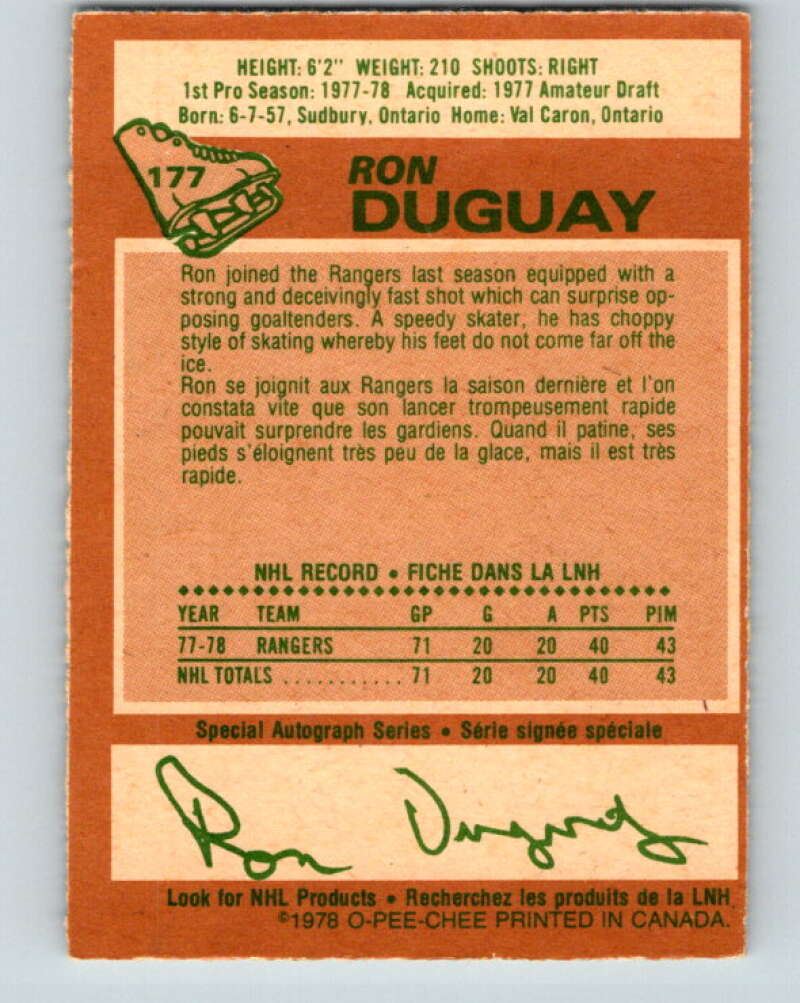 HEIGHT: 6'2" WEIGHT: 210 SHOOTS: RIGHT
1st Pro Season: 1977-78 Acquired: 1977 Amateur Draft
Born: 6-7-57, Sudbury, Ontario Home: Val Caron, Ontario
177
RON
DUGUAY
Ron joined the Rangers last season equipped with a
strong and deceivingly fast shot which can surprise op-
posing goaltenders. A speedy skater, he has choppy
style of skating whereby his feet do not come far off the
ice.
Ron se joignit aux Rangers la saison dernière et l'on
constata vite que son lancer trompeusement rapide
pouvait surprendre les gardiens. Quand il patine, ses
pieds s'éloignent très peu de la glace, mais il est très
rapide.
NHL RECORD • FICHE DANS LA LNH
YEAR TEAM GP G A PTS PIM
77-78 RANGERS 71 20 20 40 43
NHL TOTALS ........... 71 20 20 40 43
Special Autograph Series • Série signée spéciale
Ron Duguay
Look for NHL Products • Recherchez les produits de la LNH
©1978 O-PEE-CHEE PRINTED IN CANADA.